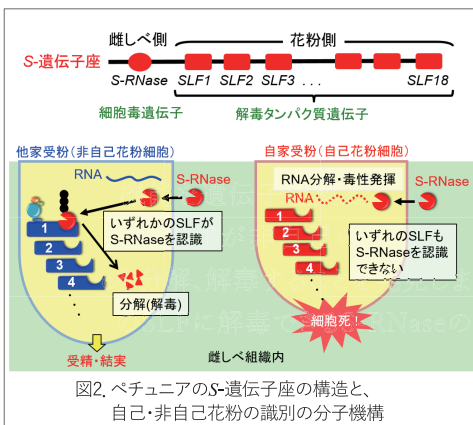 雌しべ側 花粉側
S-遺伝子座
S-RNase SLF1 SLF2 SLF3 ... SLF18
細胞毒遺伝子 解毒タンパク質遺伝子
他家受粉(非自己花粉細胞)
RNA
S-RNase
いずれかのSLFが
S-RNaseを認識
1
2
3
4
分解(解毒)
受精・結実
自家受粉(自己花粉細胞)
RNA分解・毒性発揮
RNA
S-RNase
1
2
3
4
いずれのSLFも
S-RNaseを認識
できない
細胞死!
雌しべ組織内
図2. ペチュニアのS-遺伝子座の構造と、
自己・非自己花粉の識別の分子機構